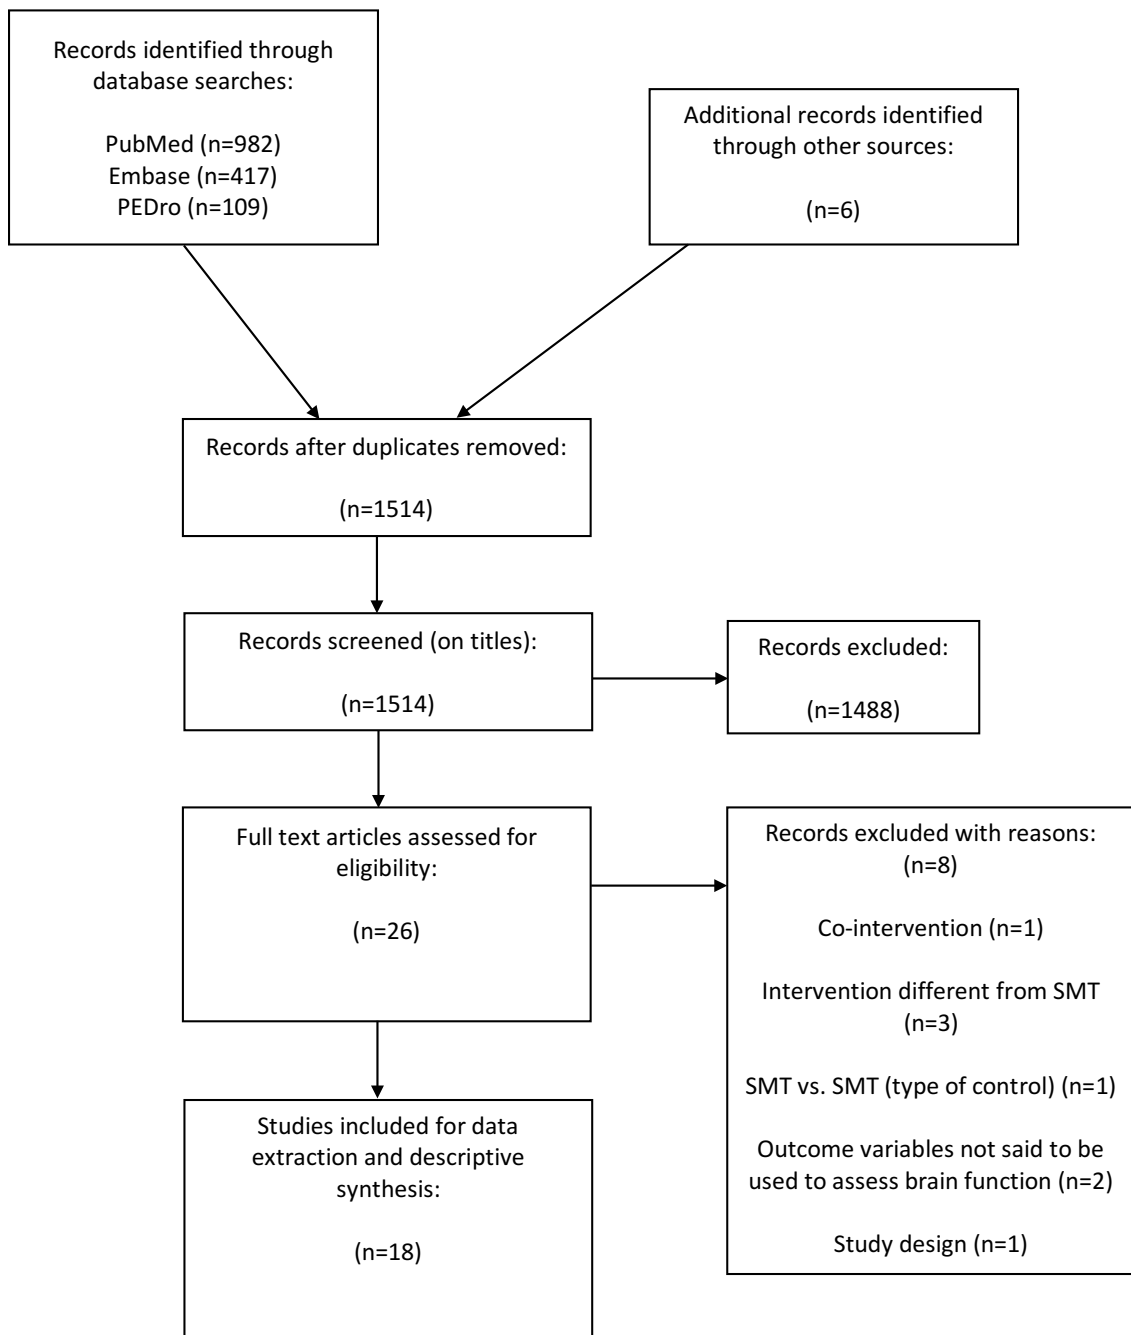 Records identified through
database searches:
PubMed (n=982)
Embase (n=417)
PEDro (n=109)
Additional records identified
through other sources:
(n=6)
Records after duplicates removed:
(n=1514)
Records screened (on titles):
(n=1514)
Records excluded:
(n=1488)
Full text articles assessed for
eligibility:
(n=26)
Records excluded with reasons:
(n=8)
Co-intervention (n=1)
Intervention different from SMT
(n=3)
SMT vs. SMT (type of control) (n=1)
Outcome variables not said to be
used to assess brain function (n=2)
Study design (n=1)
Studies included for data
extraction and descriptive
synthesis:
(n=18)